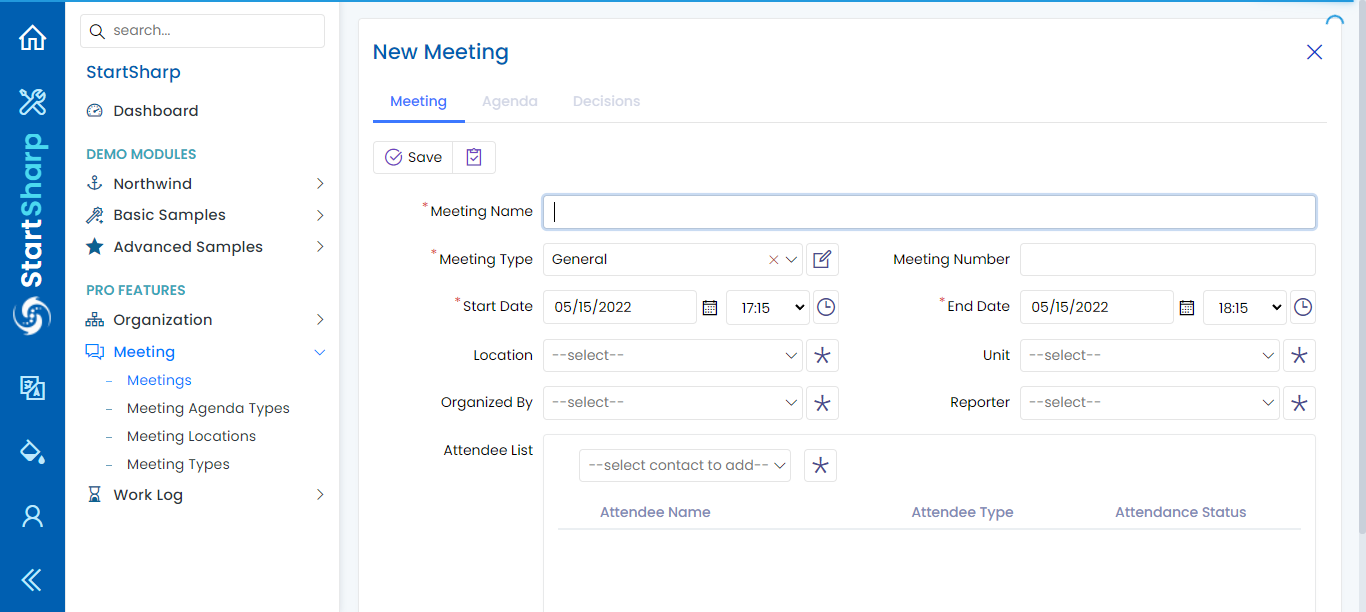 search...
StartSharp
Dashboard
DEMO MODULES
Northwind
Basic Samples
Advanced Samples
PRO FEATURES
Organization
Meeting
Meetings
Meeting Agenda Types
Meeting Locations
Meeting Types
Work Log
StartSharp
New Meeting
Meeting Agenda Decisions
Save
*Meeting Name
*Meeting Type General Meeting Number
*Start Date 05/15/2022 17:15 *End Date 05/15/2022 18:15
Location --select-- Unit --select--
Organized By --select-- Reporter --select--
Attendee List
--select contact to add--
Attendee Name Attendee Type Attendance Status